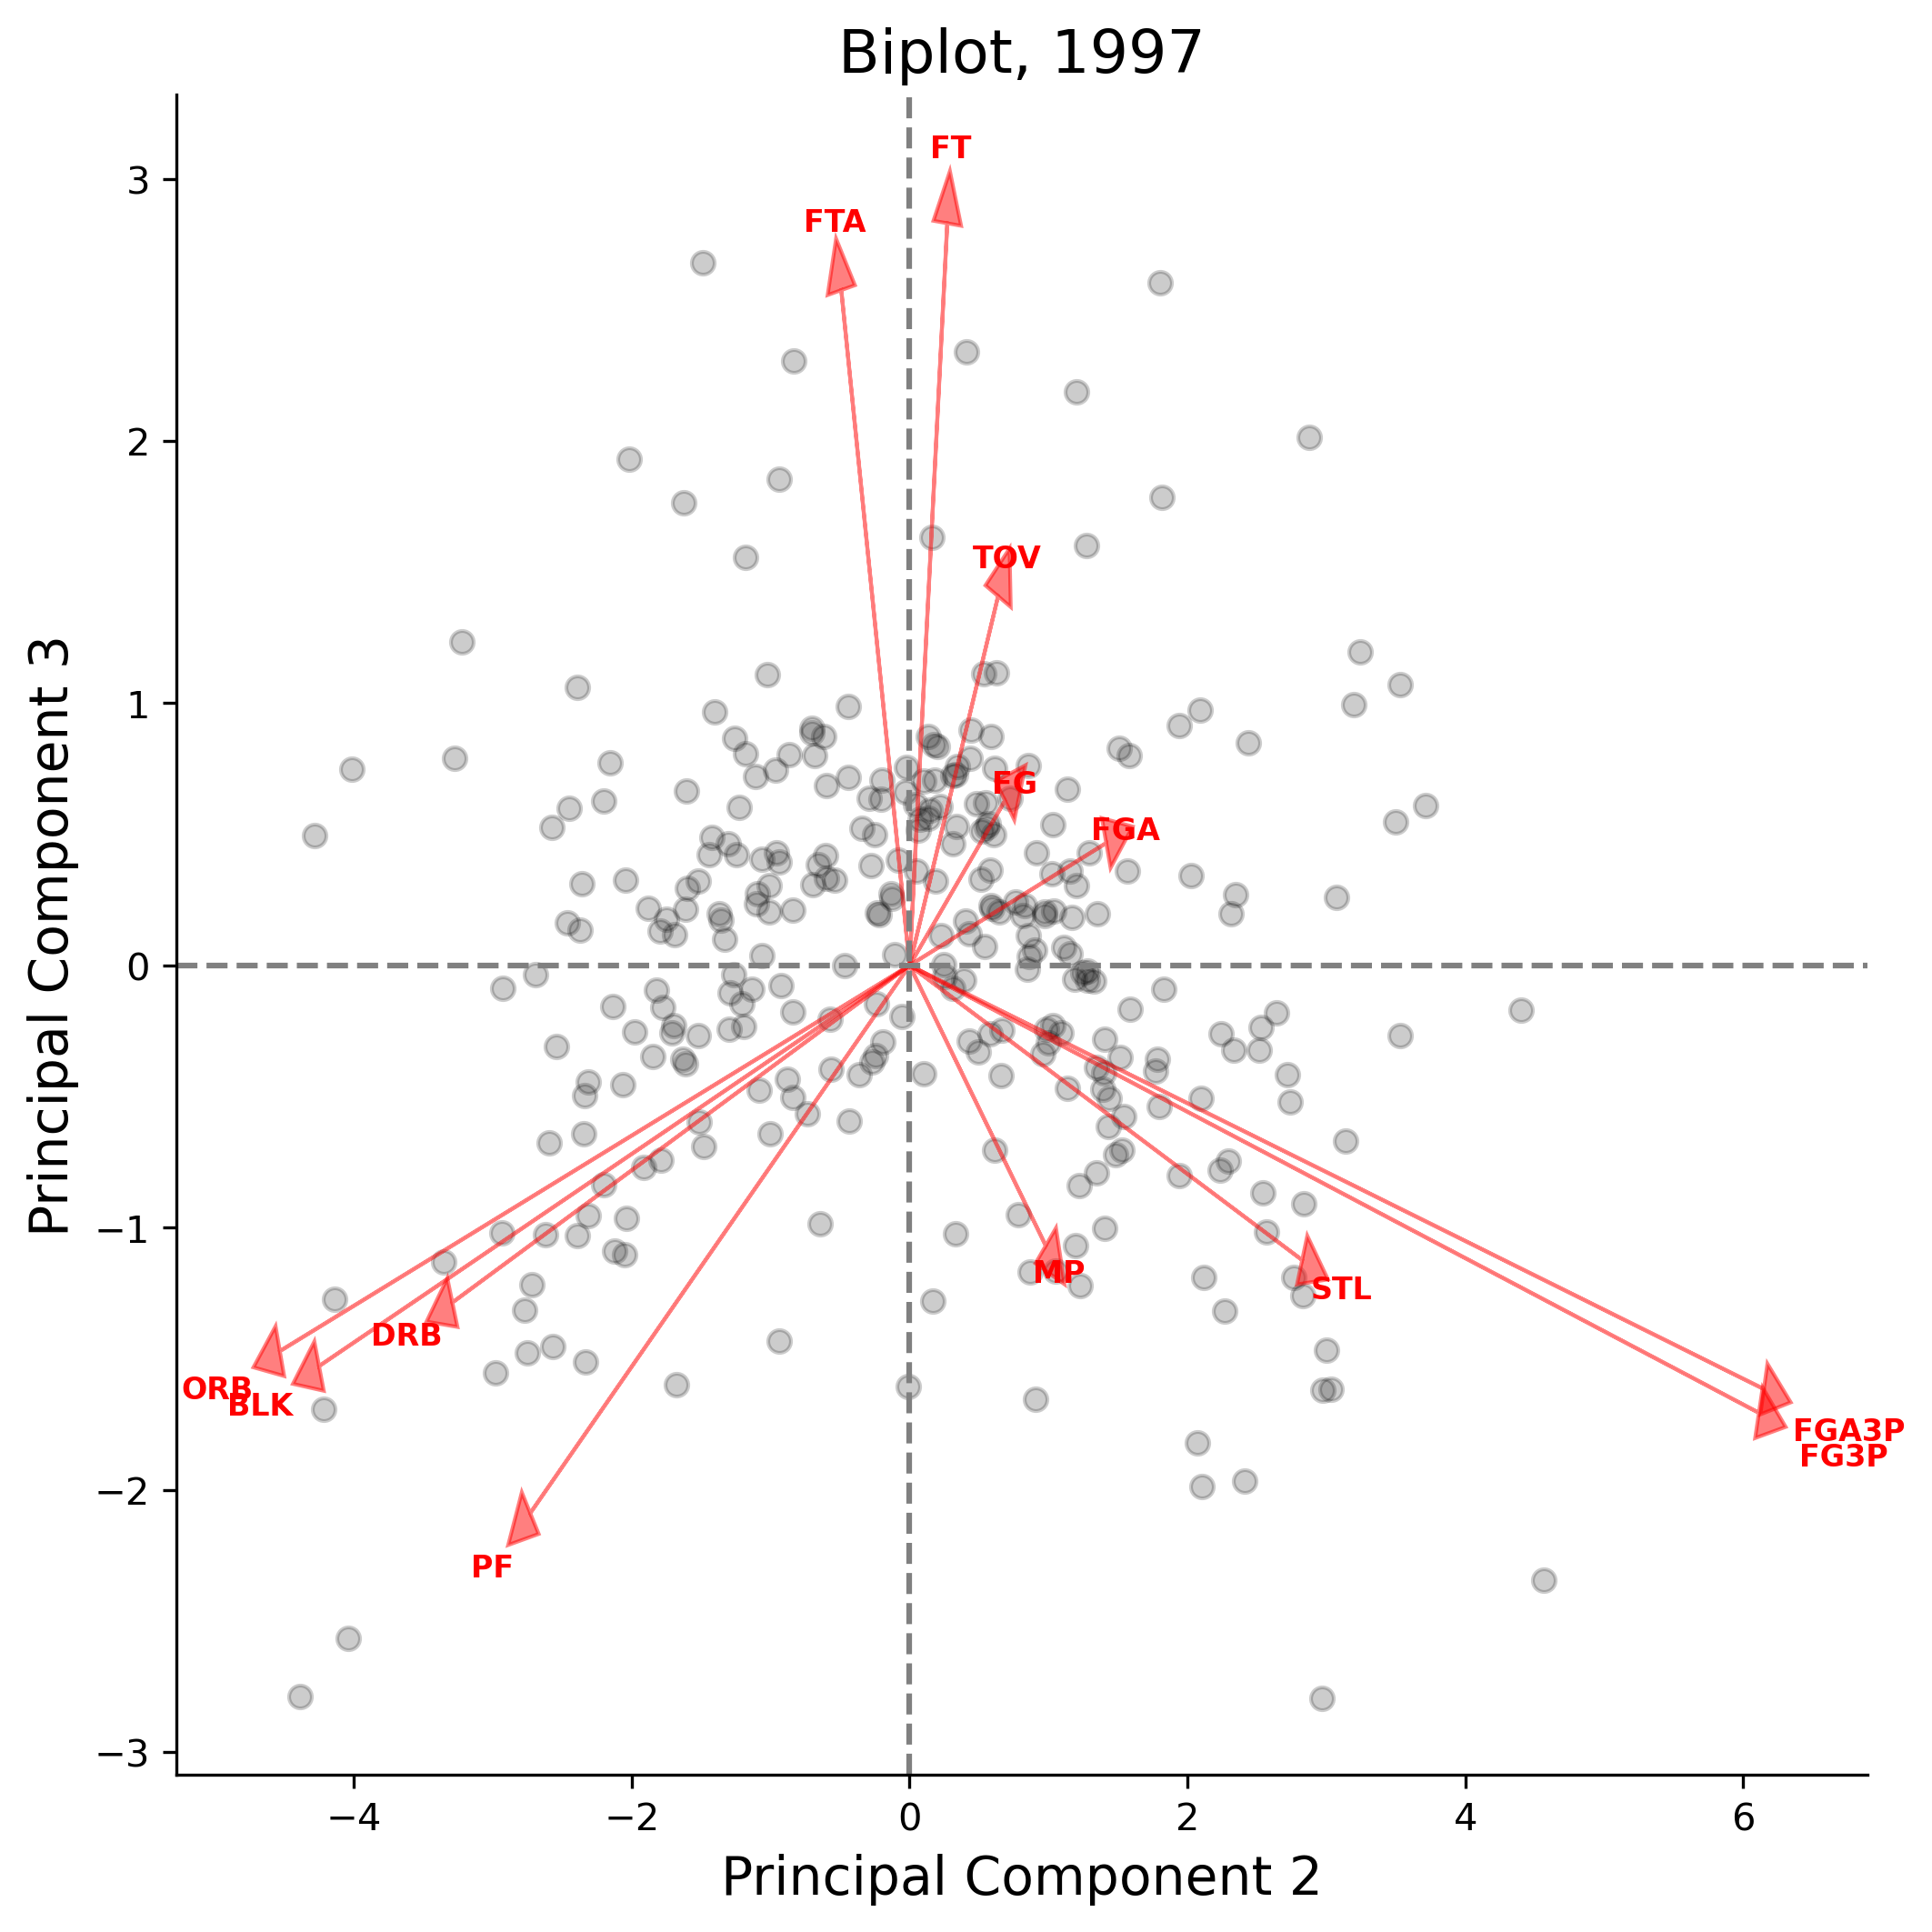 Biplot, 1997
FT
FTA
TOV
FG
FGA
MP
STL
DRB
ORB
BLK
FGA3P
FG3P
PF
3
2
1
0
−1
−2
−3
−4
−2
0
2
4
6
Principal Component 3
Principal Component 2